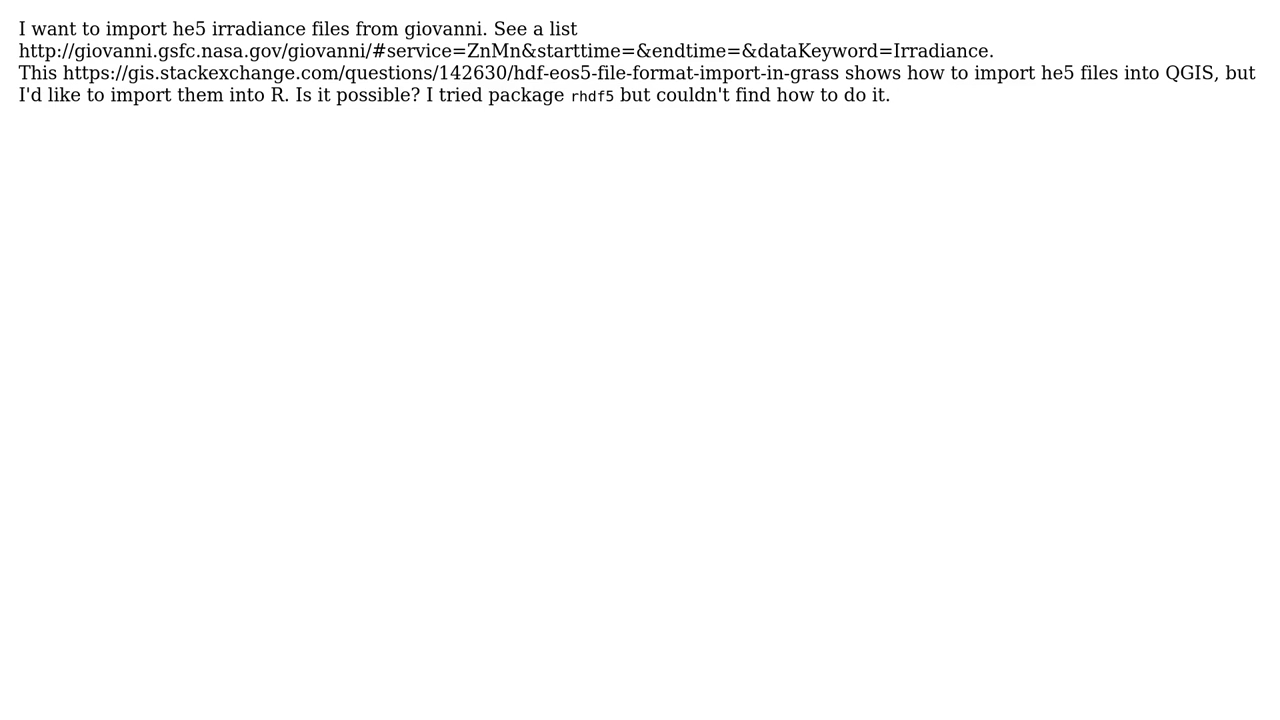 I want to import he5 irradiance files from giovanni. See a list
http://giovanni.gsfc.nasa.gov/giovanni/#service=ZnMn&starttime=&endtime=&dataKeyword=Irradiance.
This https://gis.stackexchange.com/questions/142630/hdf-eos5-file-format-import-in-grass shows how to import he5 files into QGIS, but
I'd like to import them into R. Is it possible? I tried package rhdf5 but couldn't find how to do it.